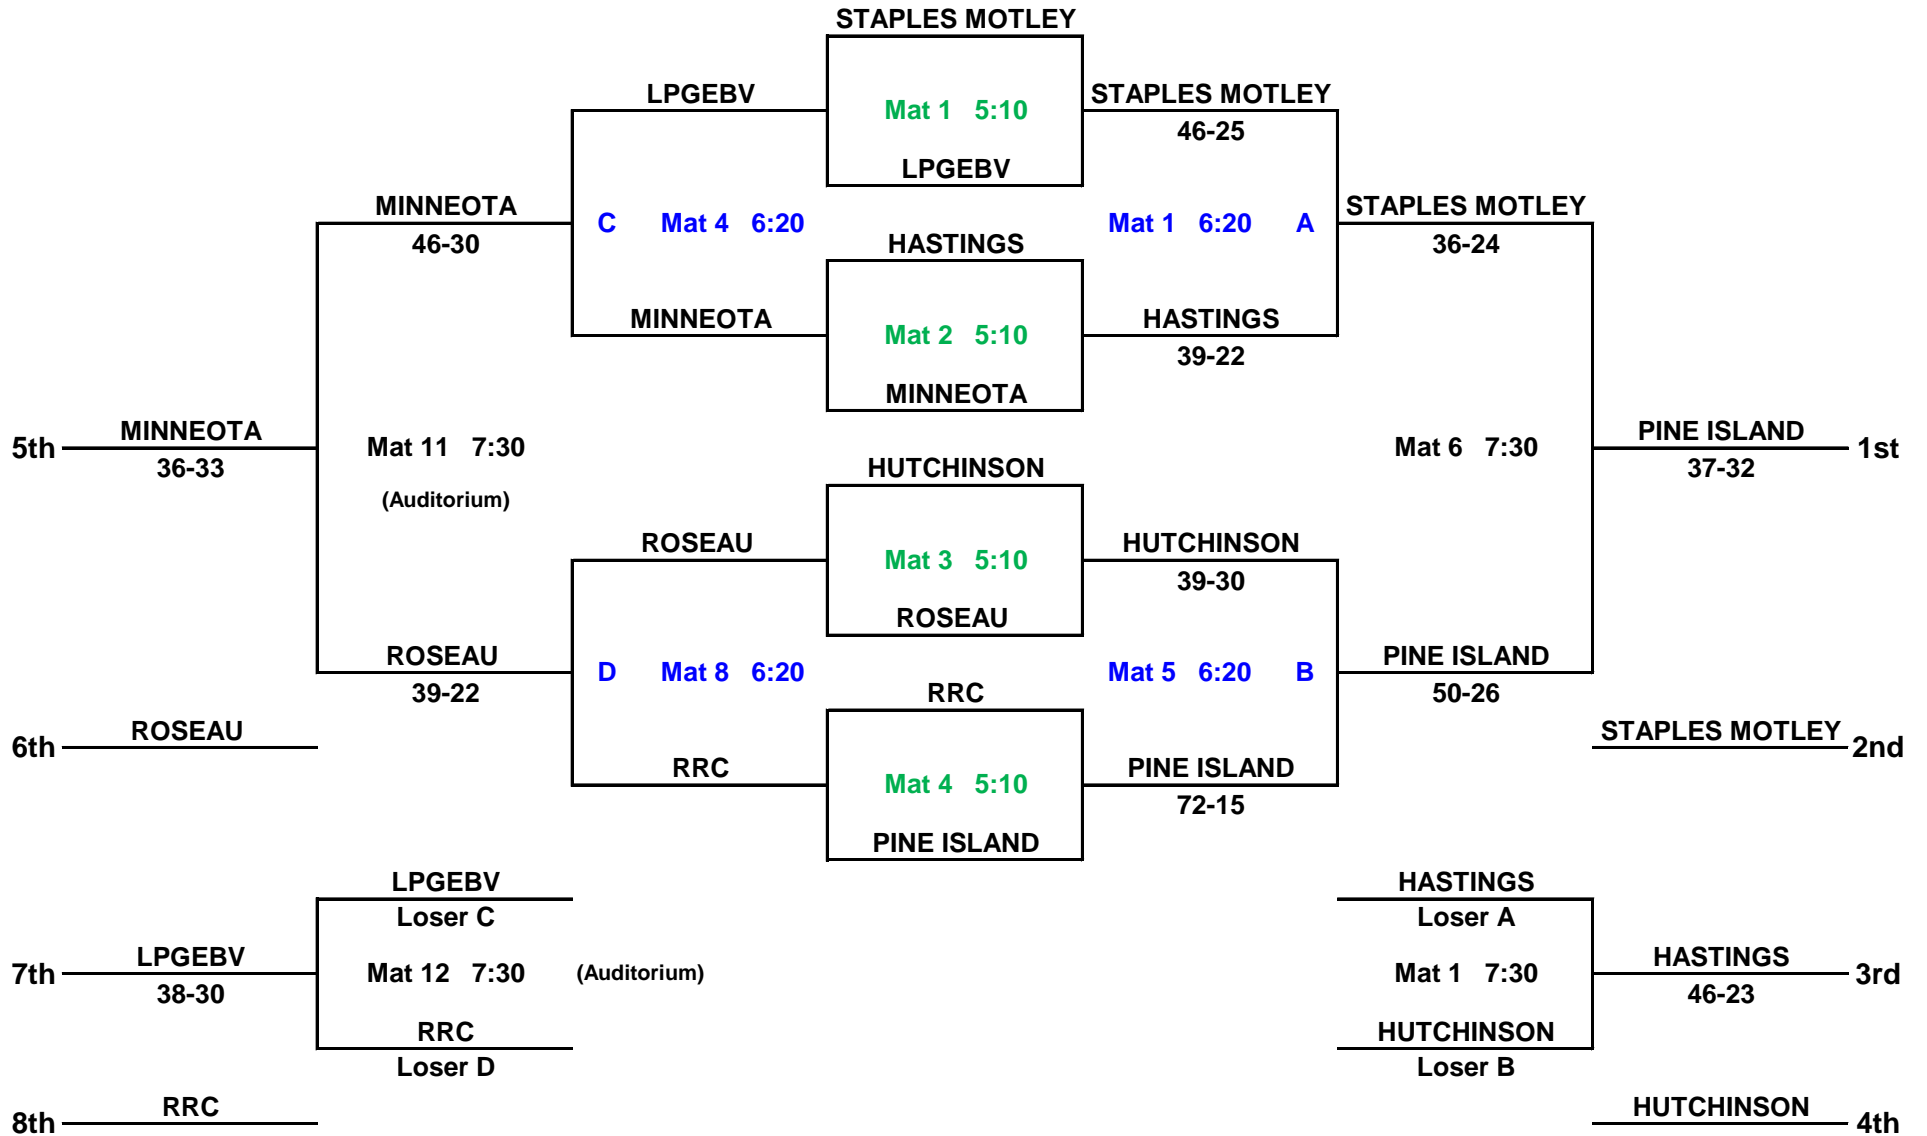 STAPLES MOTLEY
LPGEBV
Mat 1 5:10
STAPLES MOTLEY
46-25
LPGEBV
MINNEOTA
46-30
C Mat 4 6:20
Mat 1 6:20 A
STAPLES MOTLEY
36-24
HASTINGS
MINNEOTA
Mat 2 5:10
HASTINGS
39-22
MINNEOTA
5th
MINNEOTA
36-33
Mat 11 7:30
(Auditorium)
Mat 6 7:30
PINE ISLAND
37-32
1st
HUTCHINSON
ROSEAU
Mat 3 5:10
HUTCHINSON
39-30
ROSEAU
ROSEAU
39-22
D Mat 8 6:20
Mat 5 6:20 B
PINE ISLAND
50-26
RRC
6th
ROSEAU
STAPLES MOTLEY
2nd
RRC
Mat 4 5:10
PINE ISLAND
72-15
PINE ISLAND
LPGEBV
Loser C
HASTINGS
Loser A
7th
LPGEBV
38-30
Mat 12 7:30 (Auditorium)
Mat 1 7:30
HASTINGS
46-23
3rd
RRC
Loser D
HUTCHINSON
Loser B
8th
RRC
HUTCHINSON
4th